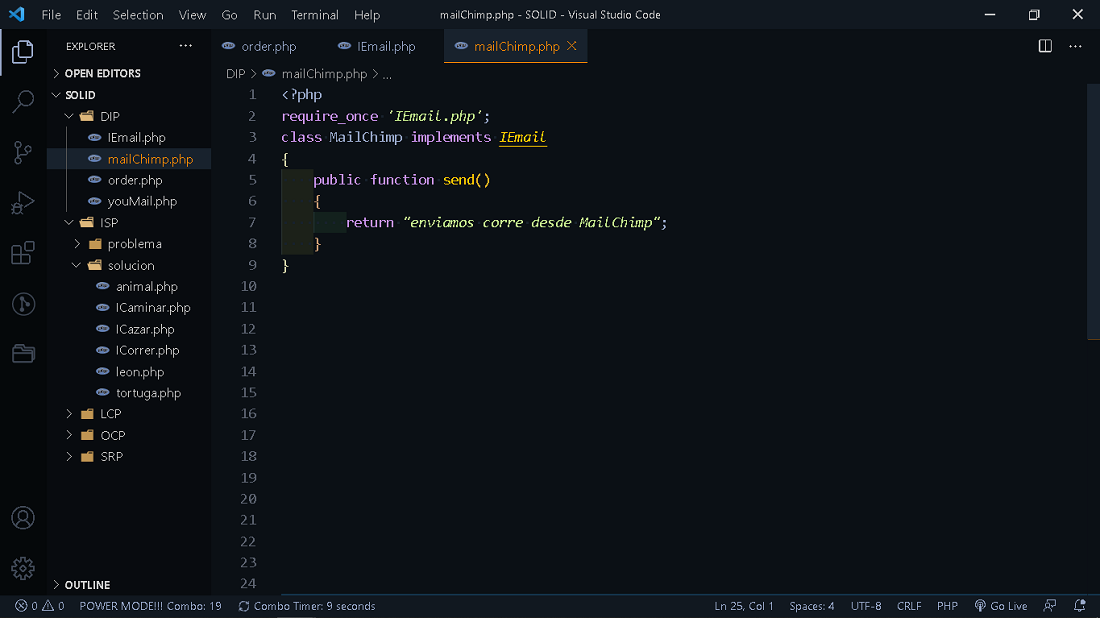 File Edit Selection View Go Run Terminal Help mailChimp.php - SOLID - Visual Studio Code
EXPLORER
OPEN EDITORS
SOLID
DIP
IEmail.php
mailChimp.php
order.php
youMail.php
ISP
problema
solucion
animal.php
ICaminar.php
ICazar.php
ICorrer.php
leon.php
tortuga.php
LCP
OCP
SRP
OUTLINE
order.php IEmail.php mailChimp.php
DIP > mailChimp.php > ...
1 <?php
2 require_once 'IEmail.php';
3 class MailChimp implements IEmail
4 {
5 public function send()
6 {
7 return "enviamos corre desde MailChimp";
8 }
9 }
10
11
12
13
14
15
16
17
18
19
20
21
22
23
24
0 0 POWER MODE!!! Combo: 19 Combo Timer: 9 seconds Ln 25, Col 1 Spaces: 4 UTF-8 CRLF PHP Go Live